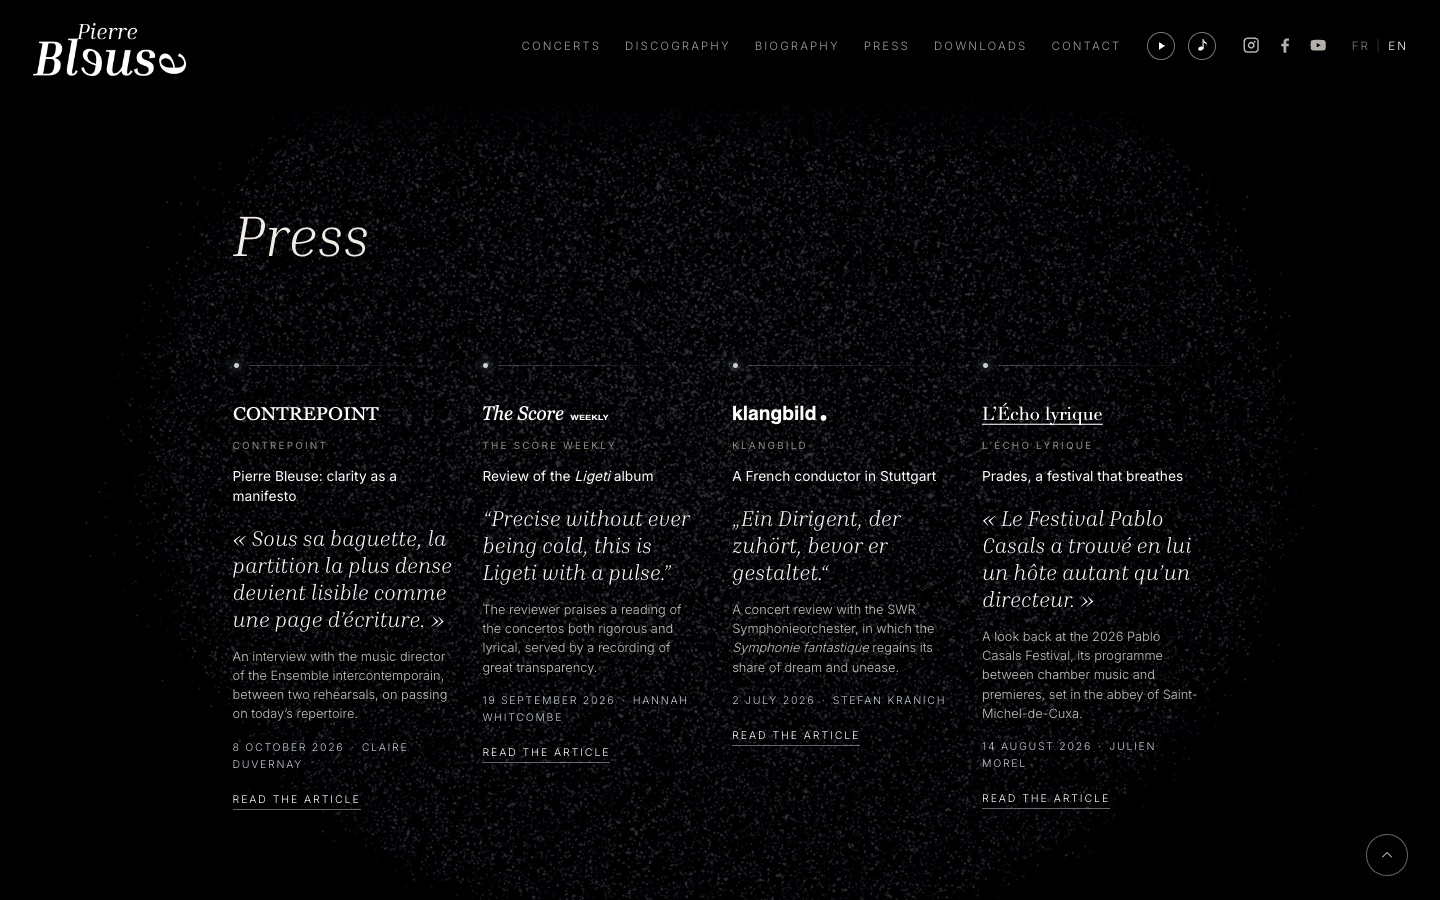 Pierre
Bleuse
CONCERTS DISCOGRAPHY BIOGRAPHY PRESS DOWNLOADS CONTACT FR | EN
Press
CONTREPOINT
CONTREPOINT
Pierre Bleuse: clarity as a
manifesto
« Sous sa baguette, la
partition la plus dense
devient lisible comme
une page d’écriture. »
An interview with the music director
of the Ensemble intercontemporain,
between two rehearsals, on passing
on today’s repertoire.
8 OCTOBER 2026 · CLAIRE
DUVERNAY
READ THE ARTICLE
The Score WEEKLY
THE SCORE WEEKLY
Review of the Ligeti album
“Precise without ever
being cold, this is
Ligeti with a pulse.”
The reviewer praises a reading of
the concertos both rigorous and
lyrical, served by a recording of
great transparency.
19 SEPTEMBER 2026 · HANNAH
WHITCOMBE
READ THE ARTICLE
klangbild.
KLANGBILD
A French conductor in Stuttgart
„Ein Dirigent, der
zuhört, bevor er
gestaltet.“
A concert review with the SWR
Symphonieorchester, in which the
Symphonie fantastique regains its
share of dream and unease.
2 JULY 2026 · STEFAN KRANICH
READ THE ARTICLE
L’Écho lyrique
L’ÉCHO LYRIQUE
Prades, a festival that breathes
« Le Festival Pablo
Casals a trouvé en lui
un hôte autant qu’un
directeur. »
A look back at the 2026 Pablo
Casals Festival, its programme
between chamber music and
premieres, set in the abbey of Saint-
Michel-de-Cuxa.
14 AUGUST 2026 · JULIEN
MOREL
READ THE ARTICLE